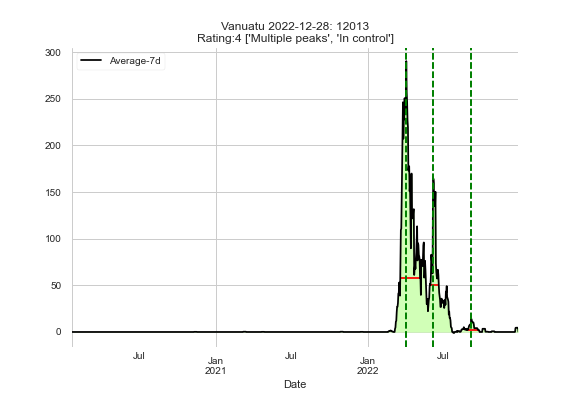 Vanuatu 2022-12-28: 12013
Rating:4 ['Multiple peaks', 'In control']
Average-7d
300
250
200
150
100
50
0
Jul
Jan
2021
Jul
Jan
2022
Jul
Date